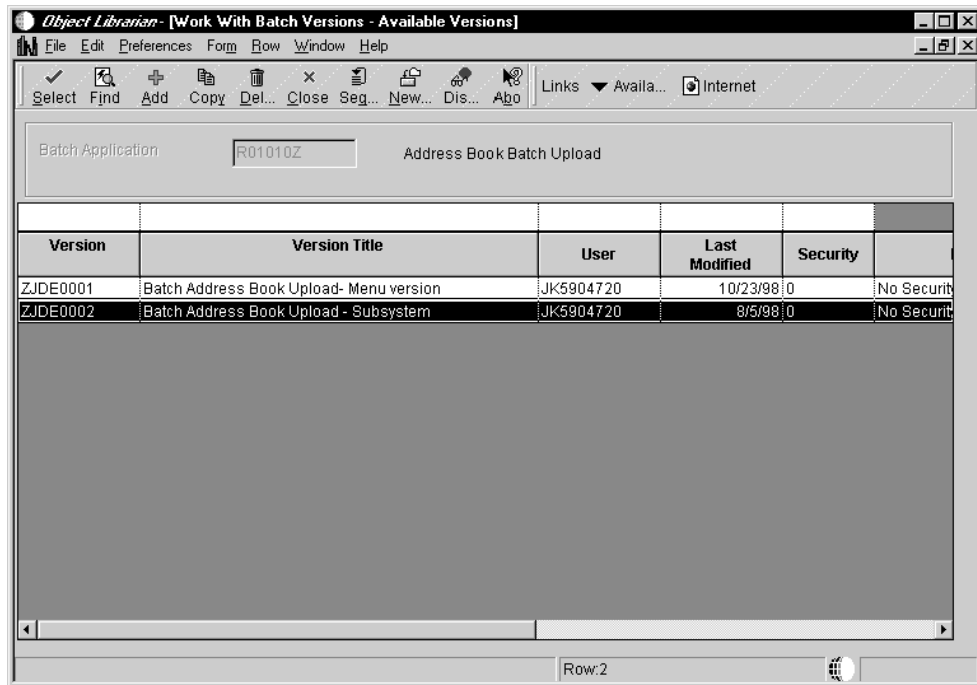 Object Librarian - [Work With Batch Versions - Available Versions]
File Edit Preferences Form Row Window Help
Select Find Add Copy Del... Close Seq... New... Dis... Abo Links Availa... Internet
Batch Application R01010Z Address Book Batch Upload
Version Version Title User Last Modified Security
ZJDE0001 Batch Address Book Upload- Menu version JK5904720 10/23/98 0 No Security
ZJDE0002 Batch Address Book Upload - Subsystem JK5904720 8/5/98 0 No Securit
Row:2